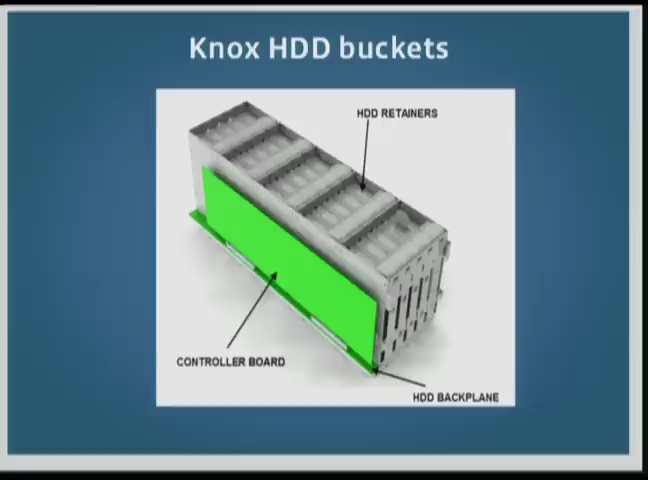 Knox HDD buckets
HDD RETAINERS
CONTROLLER BOARD
HDD BACKPLANE